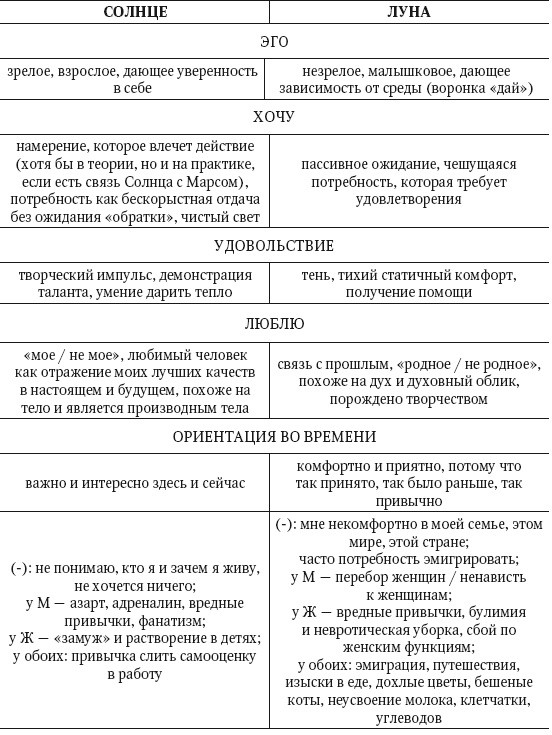 СОЛНЦЕ
ЛУНА
ЭГО
зрелое, взрослое, дающее уверенность
в себе
незрелое, малышковое, дающее
зависимость от среды (воронка «дай»)
ХОЧУ
намерение, которое влечет действие
(хотя бы в теории, но и на практике,
если есть связь Солнца с Марсом),
потребность как бескорыстная отдача
без ожидания «обратки», чистый свет
пассивное ожидание, чешущаяся
потребность, которая требует
удовлетворения
УДОВОЛЬСТВИЕ
творческий импульс, демонстрация
таланта, умение дарить тепло
тень, тихий статичный комфорт,
получение помощи
ЛЮБЛЮ
«мое / не мое», любимый человек
как отражение моих лучших качеств
в настоящем и будущем, похоже на
тело и является производным тела
связь с прошлым, «родное / не родное»,
похоже на дух и духовный облик,
порождено творчеством
ОРИЕНТАЦИЯ ВО ВРЕМЕНИ
важно и интересно здесь и сейчас
комфортно и приятно, потому что
так принято, так было раньше, так
привычно
(-): не понимаю, кто я и зачем я живу,
не хочется ничего;
у М — азарт, адреналин, вредные
привычки, фанатизм;
у Ж — «замуж» и растворение в детях;
у обоих: привычка слить самооценку
в работу
(-): мне некомфортно в моей семье, этом
мире, этой стране;
часто потребность эмигрировать;
у М — перебор женщин / ненависть
к женщинам;
у Ж — вредные привычки, булимия
и невротическая уборка, сбой по
женским функциям;
у обоих: эмиграция, путешествия,
изыски в еде, дохлые цветы, бешеные
коты, неусвоение молока, клетчатки,
углеводов